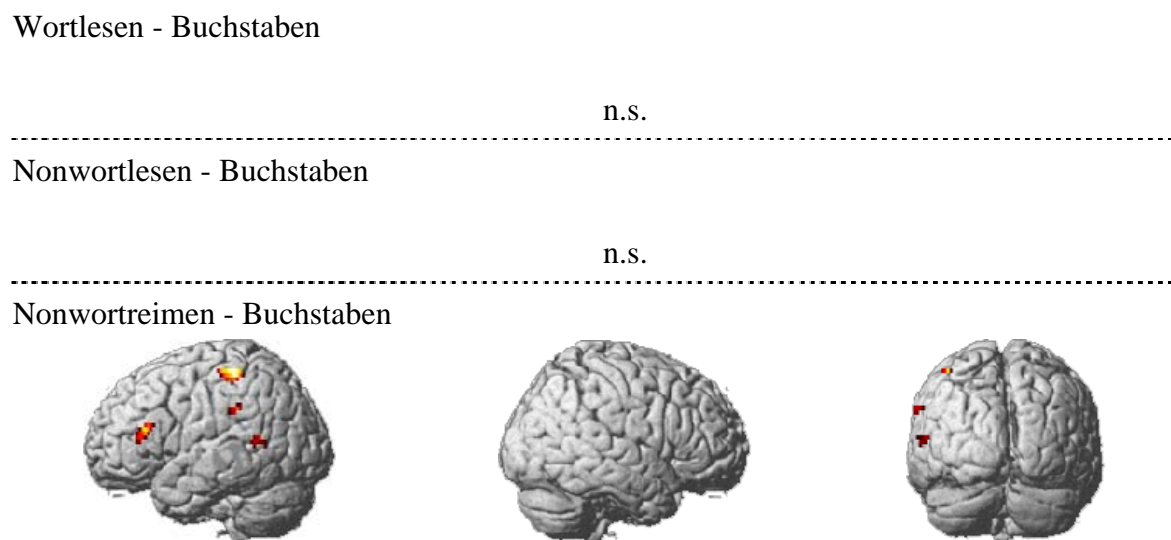 Wortlesen - Buchstaben
n.s.
Nonwortlesen - Buchstaben
n.s.
Nonwortreimen - Buchstaben